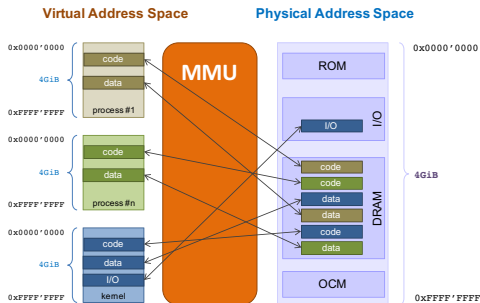 Virtual Address Space
Physical Address Space
0x0000'0000
code
4GiB
data
0xFFFF'FFFF
process #1
0x0000'0000
code
4GiB
data
0xFFFF'FFFF
process #n
0x0000'0000
code
4GiB
data
I/O
0xFFFF'FFFF
kernel
MMU
ROM
I/O
I/O
code
code
data
data
code
data
DRAM
OCM
0x0000'0000
4GiB
0xFFFF'FFFF